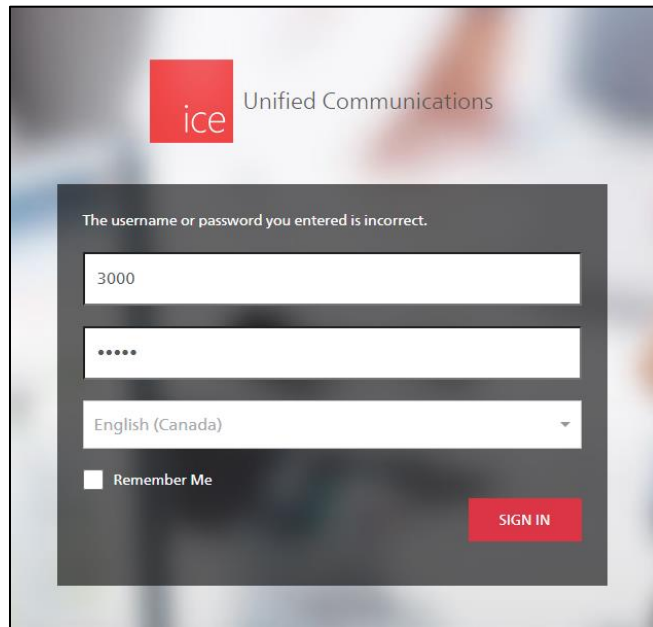 ice
Unified Communications
The username or password you entered is incorrect.
3000
•••••
English (Canada)
Remember Me
SIGN IN